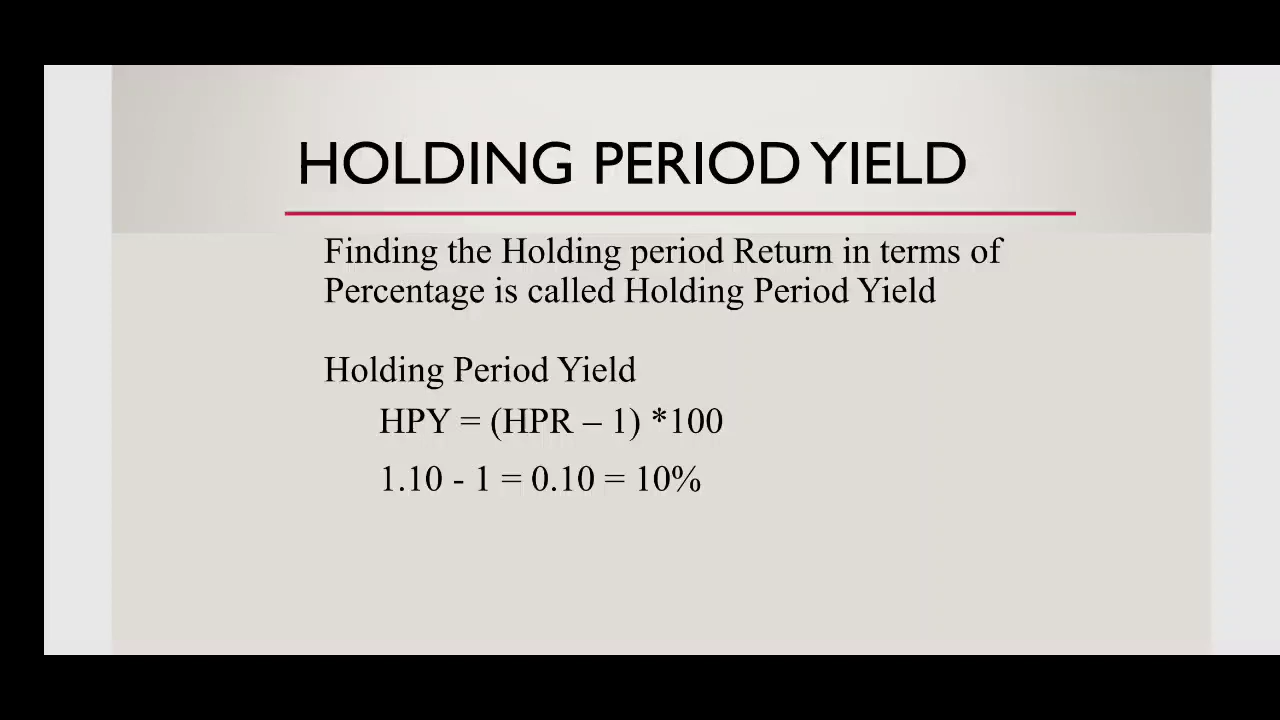 HOLDING PERIOD YIELD
Finding the Holding period Return in terms of
Percentage is called Holding Period Yield
Holding Period Yield
HPY = (HPR – 1) *100
1.10 - 1 = 0.10 = 10%